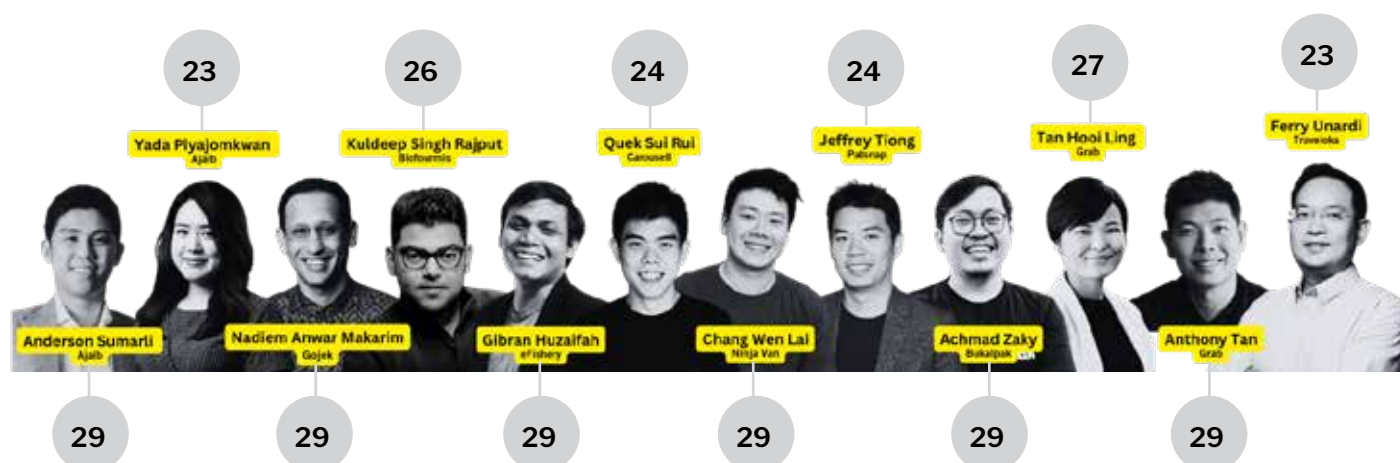 23
26
24
24
27
23
Yada Piyajomkwan
Ajaib
Kuldeep Singh Rajput
Biofourmis
Quek Sui Rui
Carousell
Jeffrey Tiong
Patsnap
Tan Hooi Ling
Grab
Ferry Unardi
Traveloka
Anderson Sumarli
Ajaib
Nadiem Anwar Makarim
Gojek
Gibran Huzaifah
eFishery
Chang Wen Lai
Ninja Van
Achmad Zaky
Bukalapak
Anthony Tan
Grab
29
29
29
29
29
29